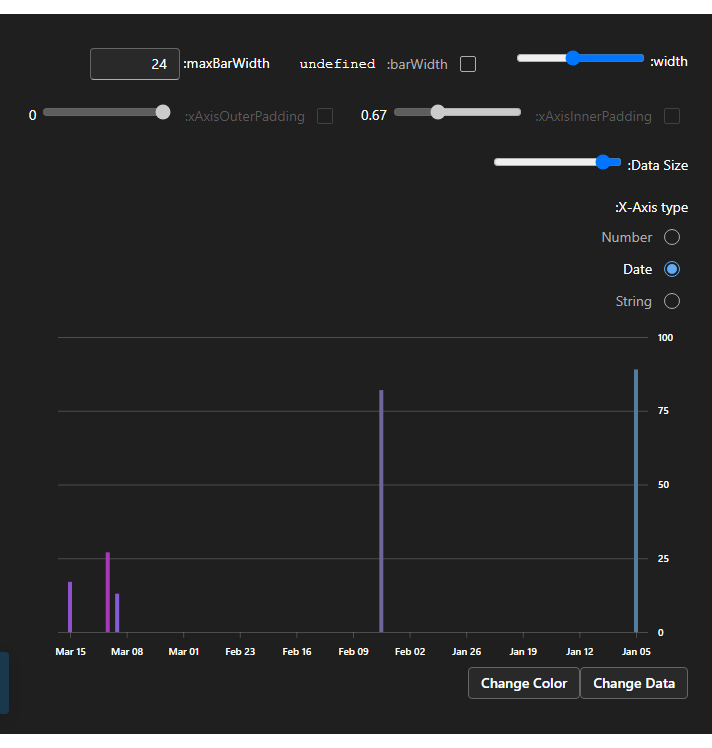 :width
:barWidth undefined
:maxBarWidth 24
:xAxisInnerPadding 0.67
:xAxisOuterPadding 0
:Data Size
:X-Axis type
Number
Date
String
100
75
50
25
0
Mar 15 Mar 08 Mar 01 Feb 23 Feb 16 Feb 09 Feb 02 Jan 26 Jan 19 Jan 12 Jan 05
Change Color Change Data